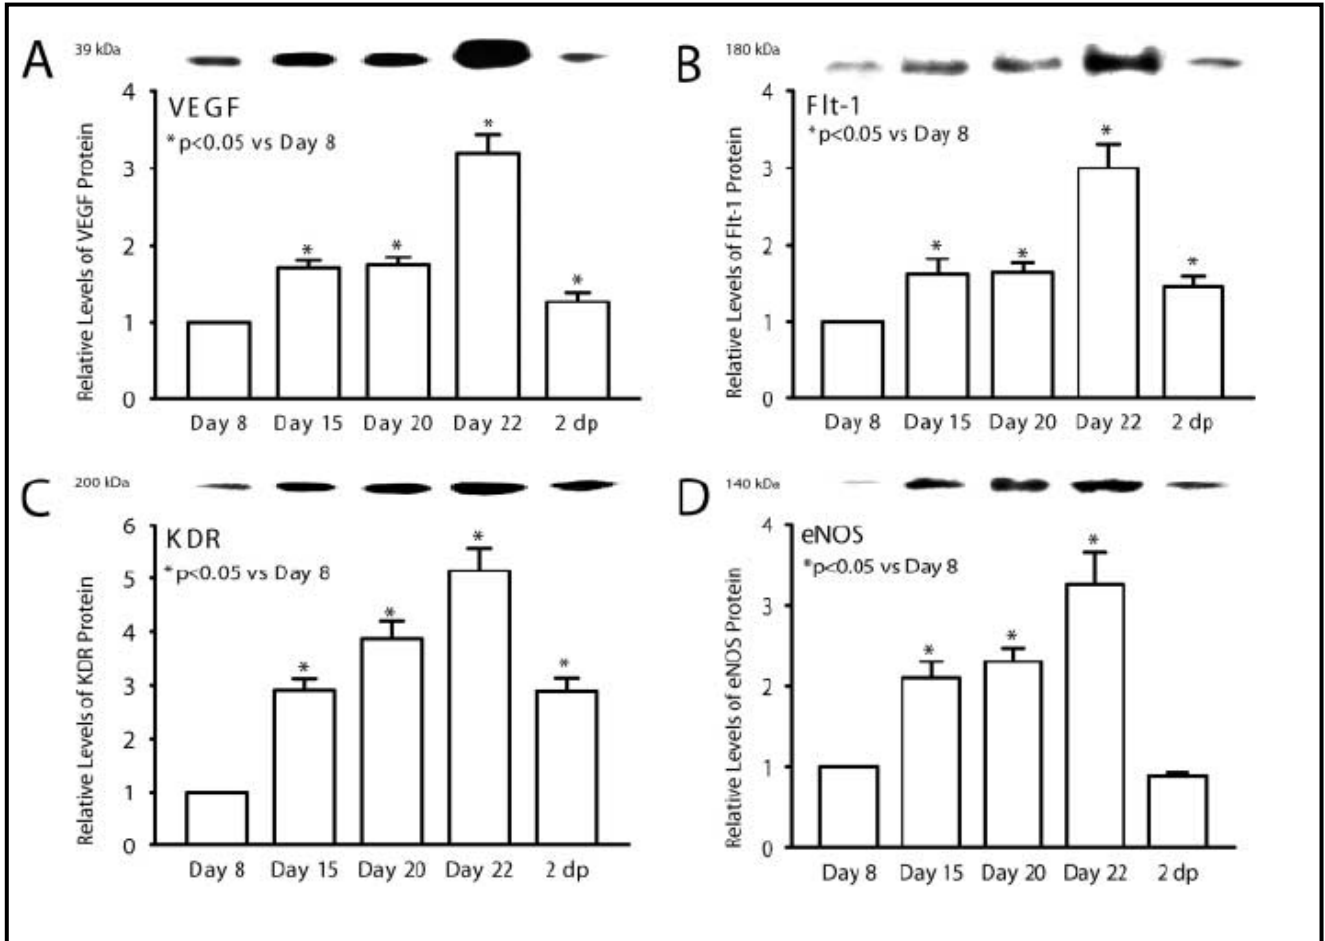 A
39 kDa
VEGF
*p<0.05 vs Day 8
Relative Levels of VEGF Protein
4
3
2
1
0
*
*
*
*
Day 8 Day 15 Day 20 Day 22 2 dp
B
180 kDa
Flt-1
*p<0.05 vs Day 8
Relative Levels of Flt-1 Protein
4
3
2
1
0
*
*
*
*
Day 8 Day 15 Day 20 Day 22 2 dp
C
200 kDa
KDR
*p<0.05 vs Day 8
Relative Levels of KDR Protein
6
5
4
3
2
1
0
*
*
*
*
Day 8 Day 15 Day 20 Day 22 2 dp
D
140 kDa
eNOS
*p<0.05 vs Day 8
Relative Levels of eNOS Protein
4
3
2
1
0
*
*
*
Day 8 Day 15 Day 20 Day 22 2 dp